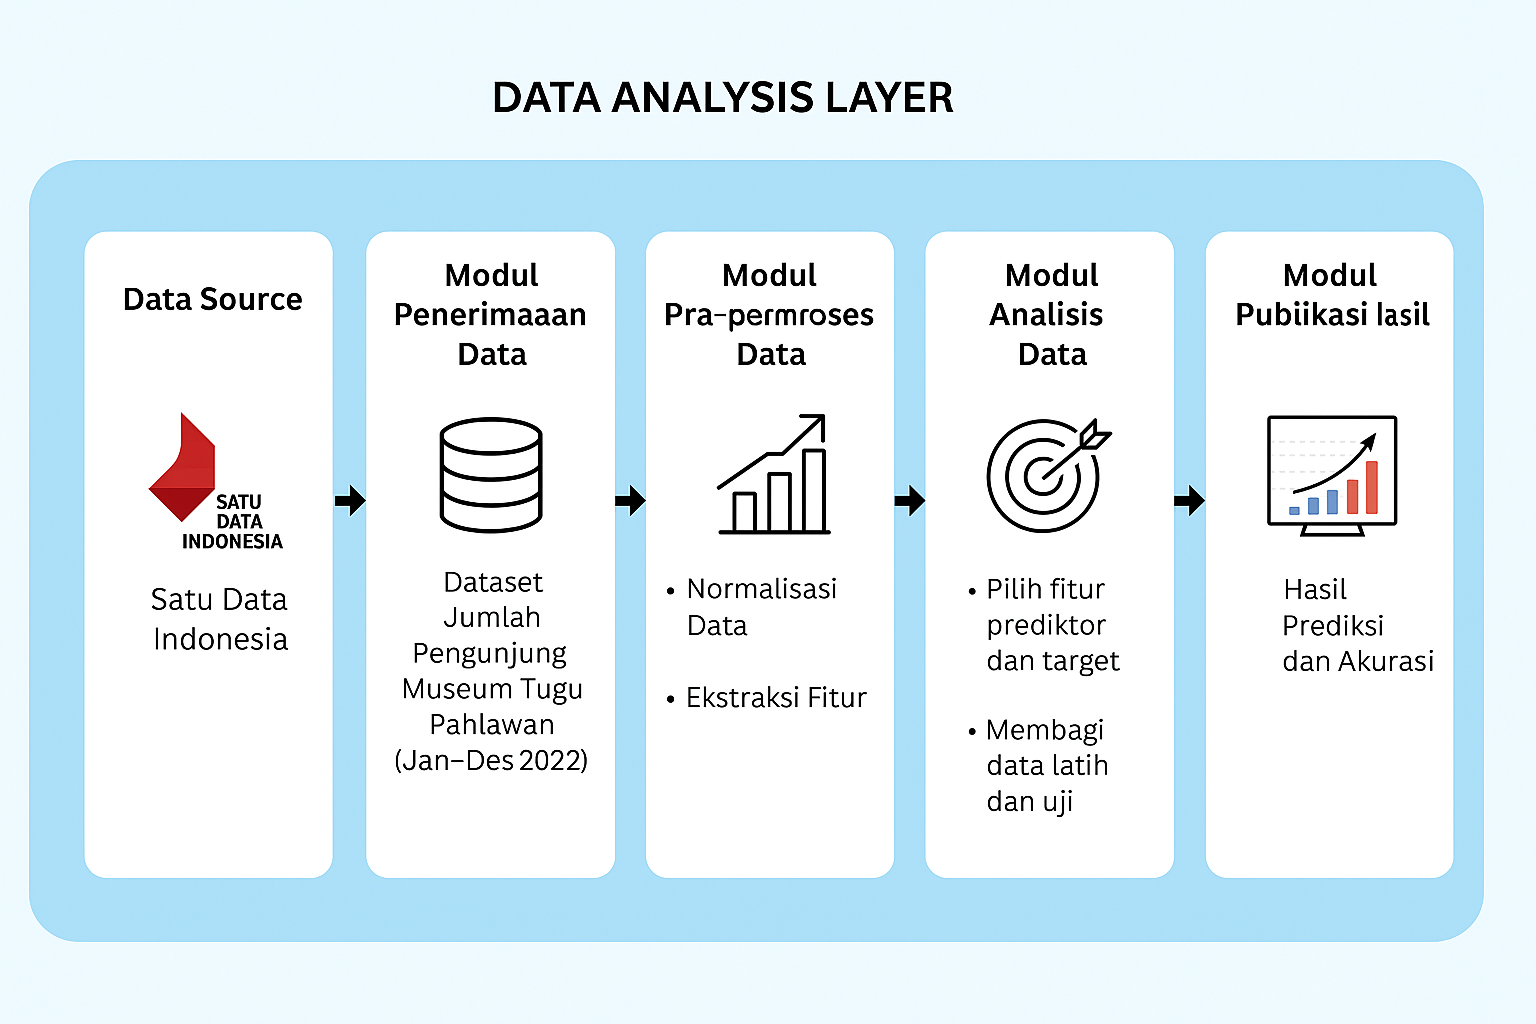 DATA ANALYSIS LAYER
Data Source
SATU
DATA
INDONESIA
Satu Data
Indonesia
Modul
Penerimaaan
Data
Dataset
Jumlah
Pengunjung
Museum Tugu
Pahlawan
(Jan–Des 2022)
Modul
Pra-permroses
Data
• Normalisasi
Data
• Ekstraksi Fitur
Modul
Analisis
Data
• Pilih fitur
prediktor
dan target
• Membagi
data latih
dan uji
Modul
Pubiikasi lasil
Hasil
Prediksi
dan Akurasi